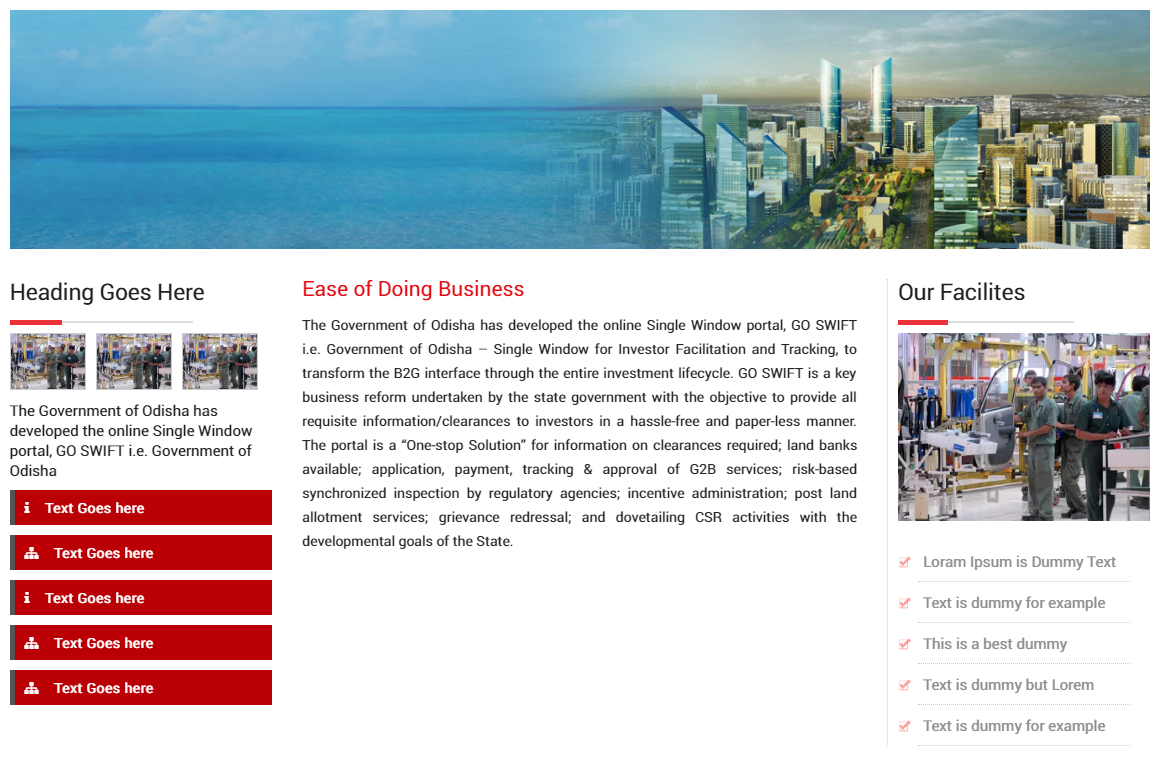 Heading Goes Here
The Government of Odisha has
developed the online Single Window
portal, GO SWIFT i.e. Government of
Odisha
Text Goes here
Text Goes here
Text Goes here
Text Goes here
Text Goes here
Ease of Doing Business
The Government of Odisha has developed the online Single Window portal, GO SWIFT
i.e. Government of Odisha – Single Window for Investor Facilitation and Tracking, to
transform the B2G interface through the entire investment lifecycle. GO SWIFT is a key
business reform undertaken by the state government with the objective to provide all
requisite information/clearances to investors in a hassle-free and paper-less manner.
The portal is a “One-stop Solution” for information on clearances required; land banks
available; application, payment, tracking & approval of G2B services; risk-based
synchronized inspection by regulatory agencies; incentive administration; post land
allotment services; grievance redressal; and dovetailing CSR activities with the
developmental goals of the State.
Our Facilites
Loram Ipsum is Dummy Text
Text is dummy for example
This is a best dummy
Text is dummy but Lorem
Text is dummy for example